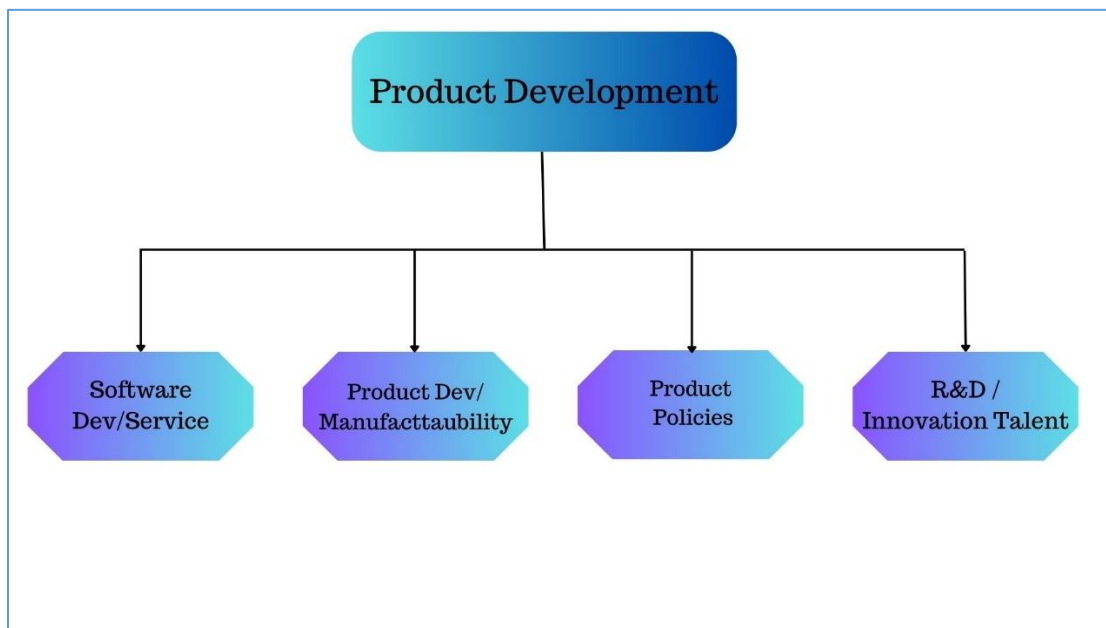 Product Development
Software
Dev/Service
Product Dev/
Manufacttaubility
Product
Policies
R&D /
Innovation Talent